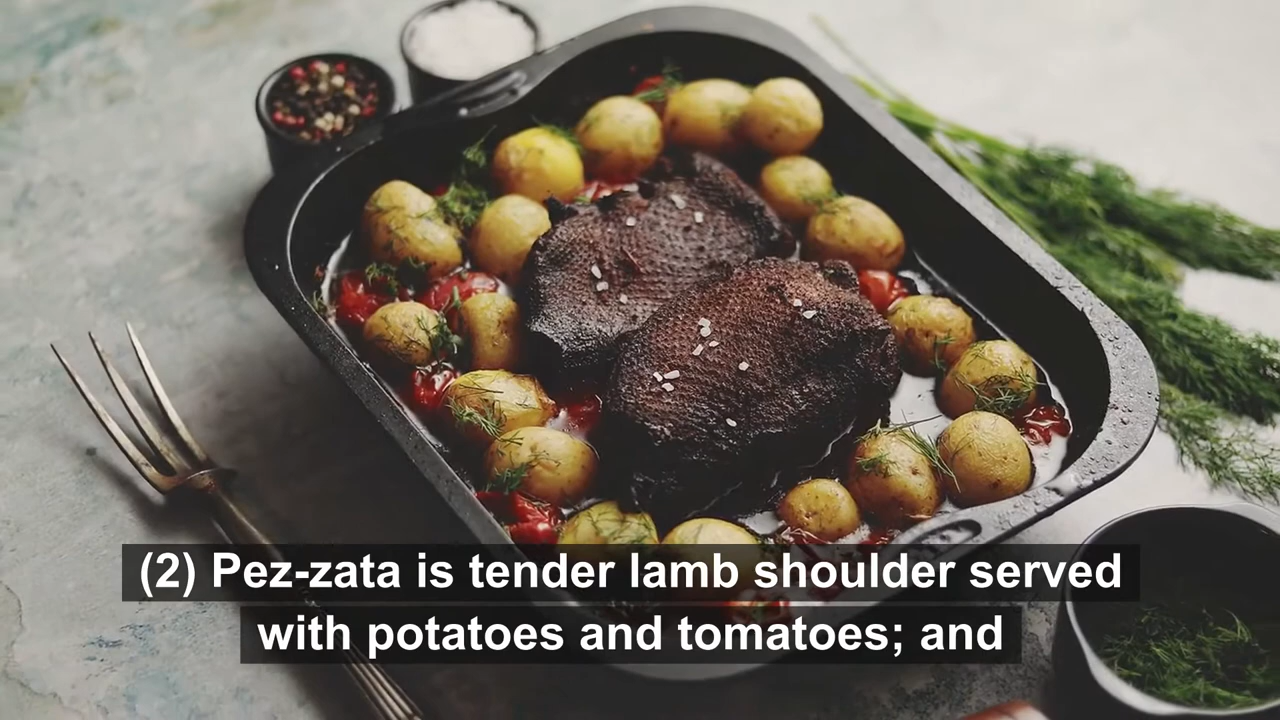 (2) Pez-zata is tender lamb shoulder served
with potatoes and tomatoes; and